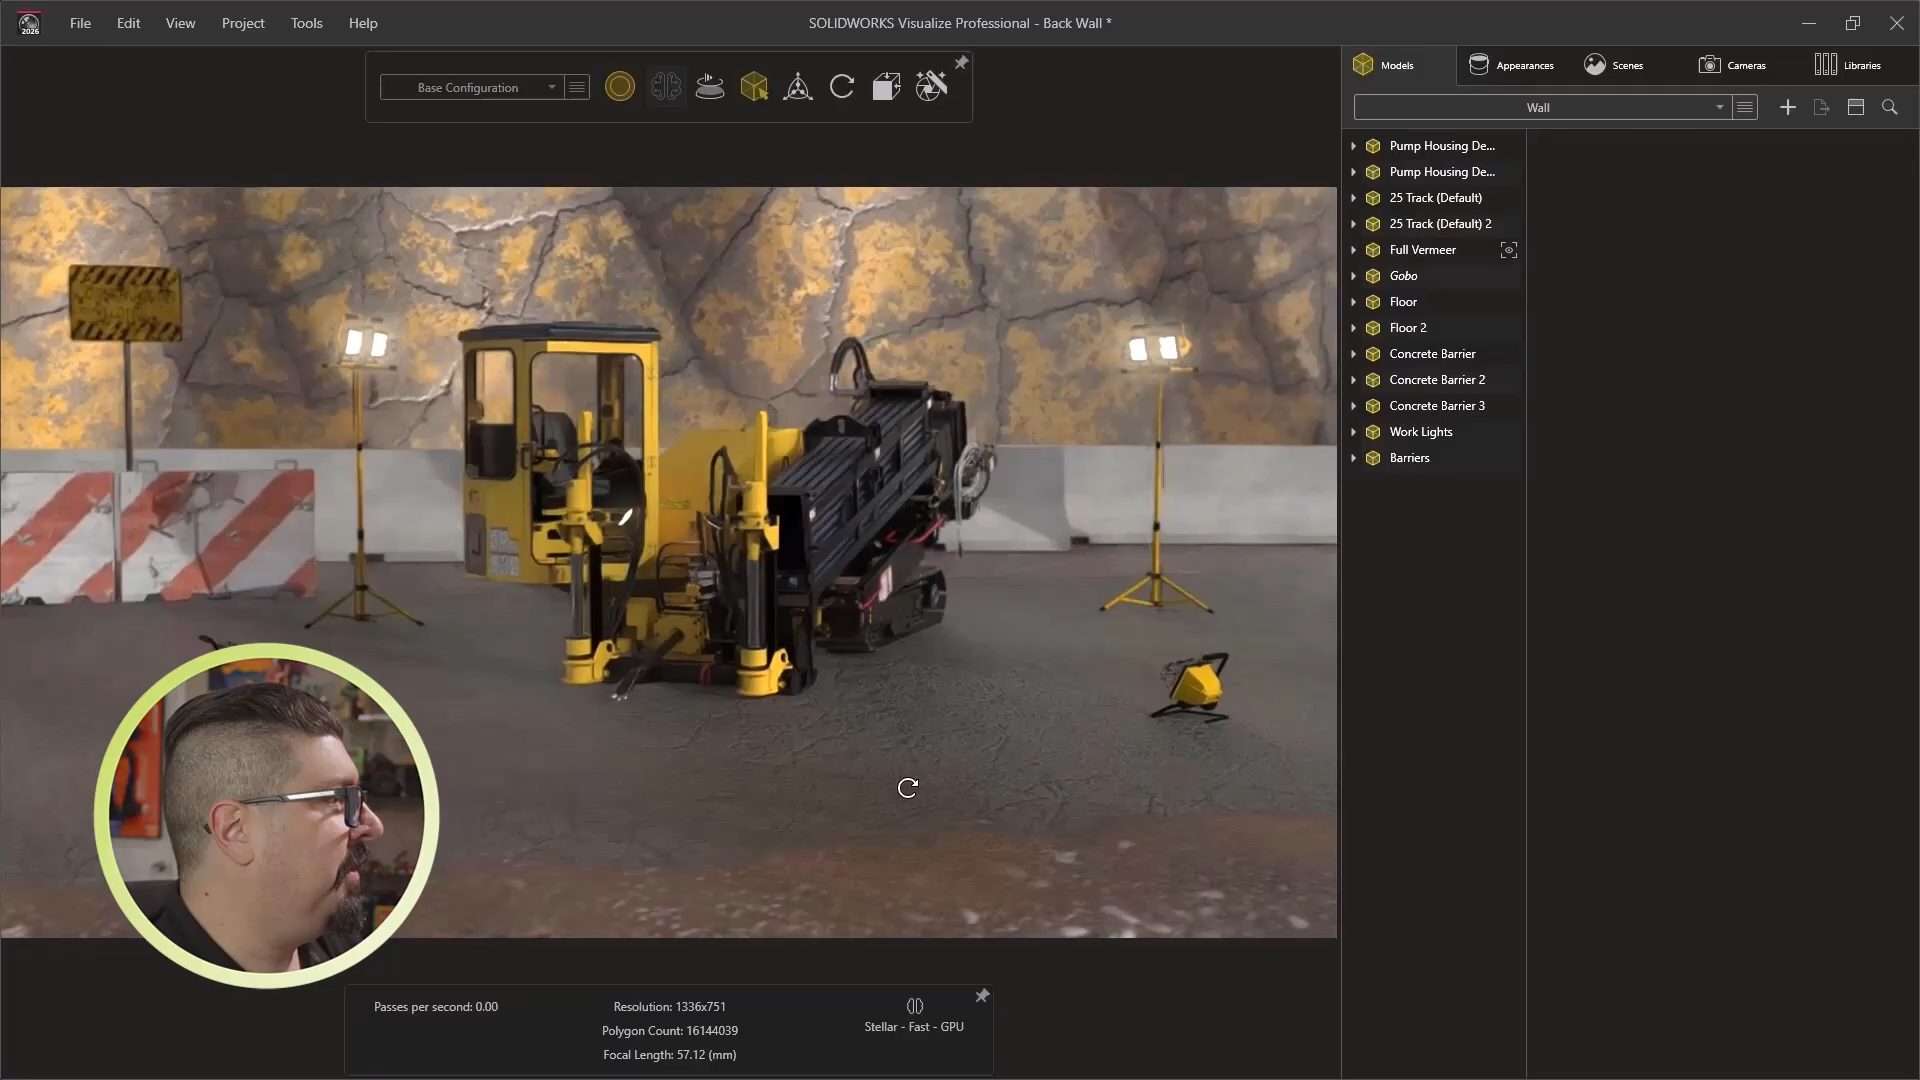 2026
File Edit View Project Tools Help
SOLIDWORKS Visualize Professional - Back Wall *
Base Configuration
Models Appearances Scenes Cameras Libraries
Wall
Pump Housing De...
Pump Housing De...
25 Track (Default)
25 Track (Default) 2
Full Vermeer
Gobo
Floor
Floor 2
Concrete Barrier
Concrete Barrier 2
Concrete Barrier 3
Work Lights
Barriers
Passes per second: 0.00
Resolution: 1336x751
Polygon Count: 16144039
Focal Length: 57.12 (mm)
Stellar - Fast - GPU